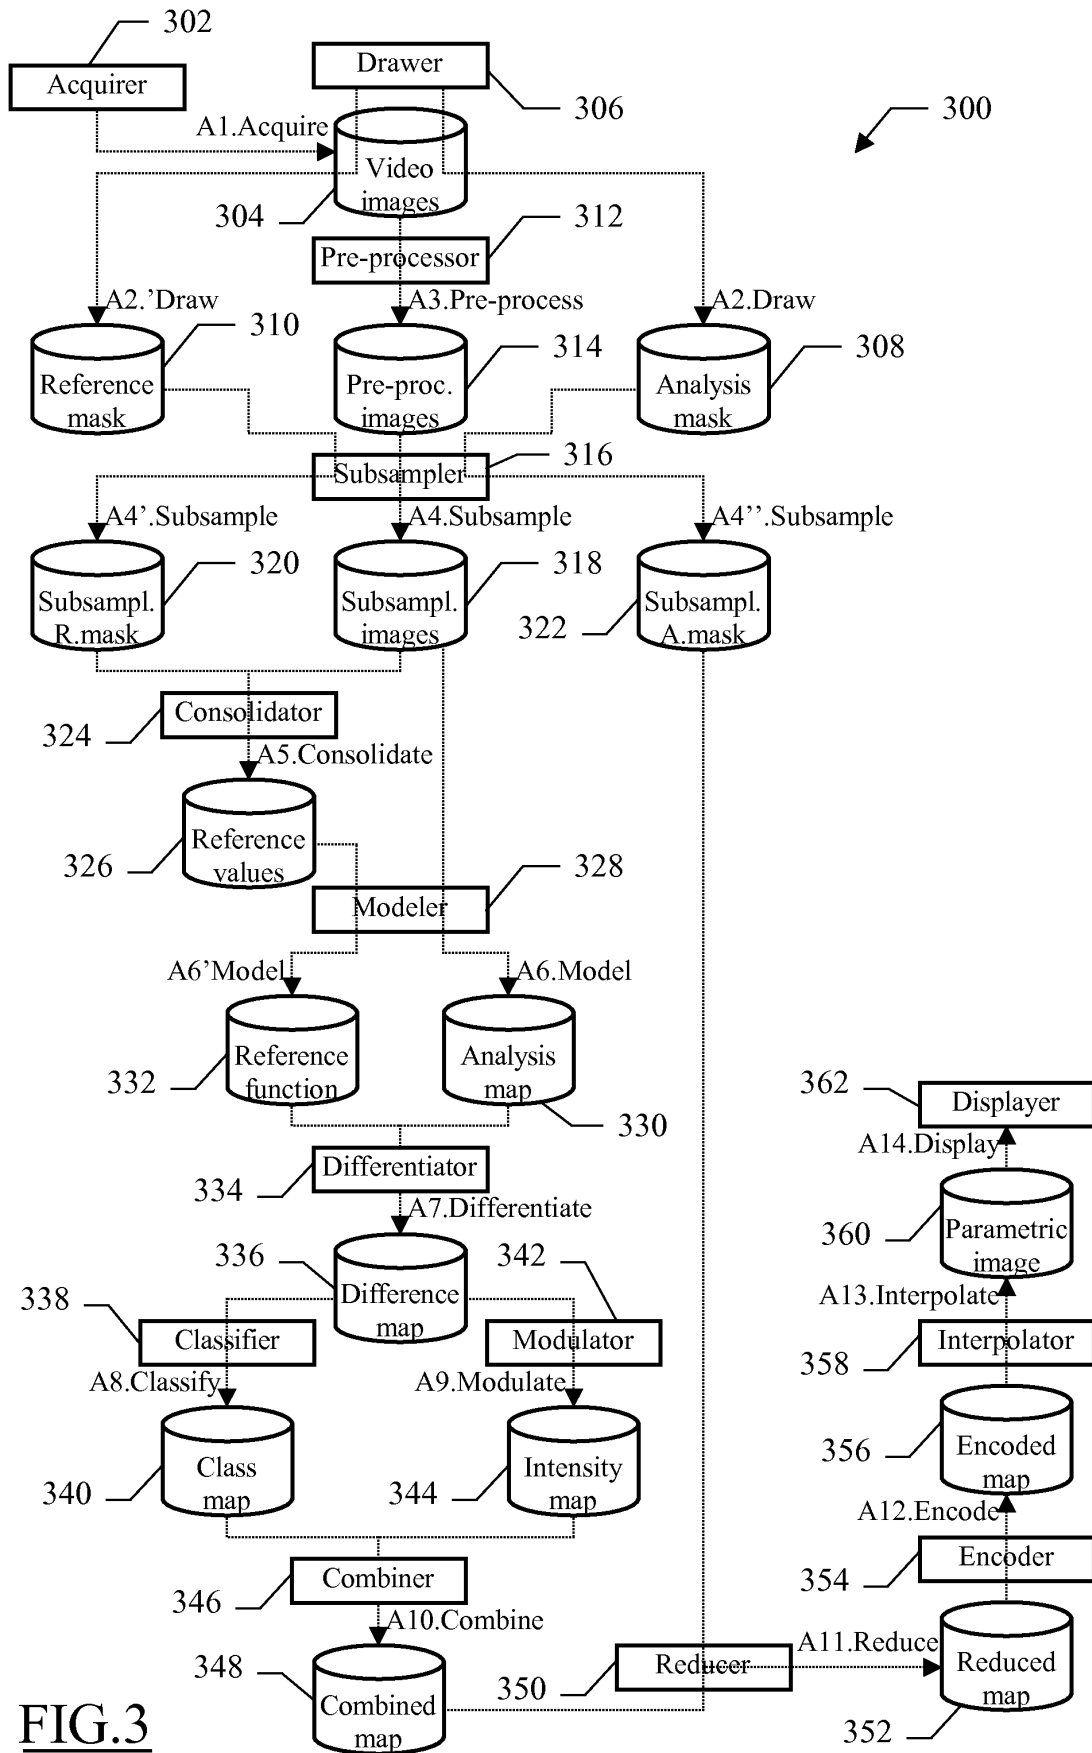 302
Acquirer
Drawer
306
300
A1.Acquire
Video
images
304
312
Pre-processor
A2.’Draw
A3.Pre-process
A2.Draw
310
314
308
Reference
mask
Pre-proc.
images
Analysis
mask
Subsampler
316
A4’.Subsample
A4.Subsample
A4’’.Subsample
320
318
322
Subsampl.
R.mask
Subsampl.
images
Subsampl.
A.mask
324
Consolidator
A5.Consolidate
326
Reference
values
328
Modeler
A6’Model
A6.Model
332
Reference
function
Analysis
map
330
362
Displayer
A14.Display
334
Differentiator
A7.Differentiate
360
Parametric
image
336
342
Difference
map
338
Classifier
Modulator
A13.Interpolate
358
Interpolator
A8.Classify
A9.Modulate
340
Class
map
344
Intensity
map
356
Encoded
map
A12.Encode
354
Encoder
346
Combiner
A10.Combine
348
Combined
map
350
Reducer
A11.Reduce
Reduced
map
352
FIG.3